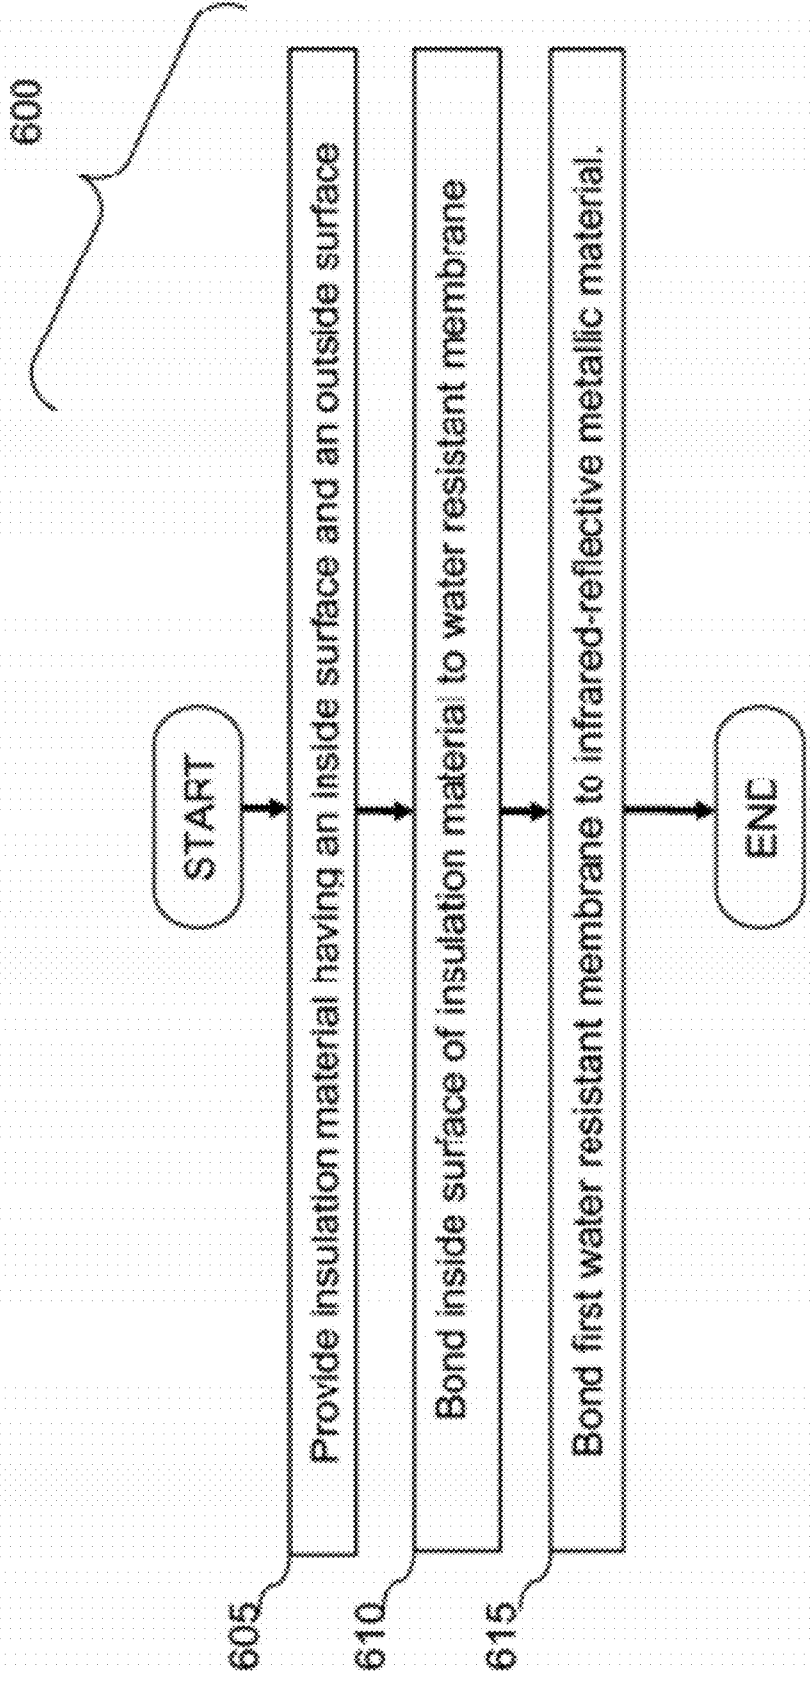 600
START
605
Provide insulation material having an inside surface and an outside surface
610
Bond inside surface of insulation material to water resistant membrane
615
Bond first water resistant membrane to infrared-reflective metallic material.
END